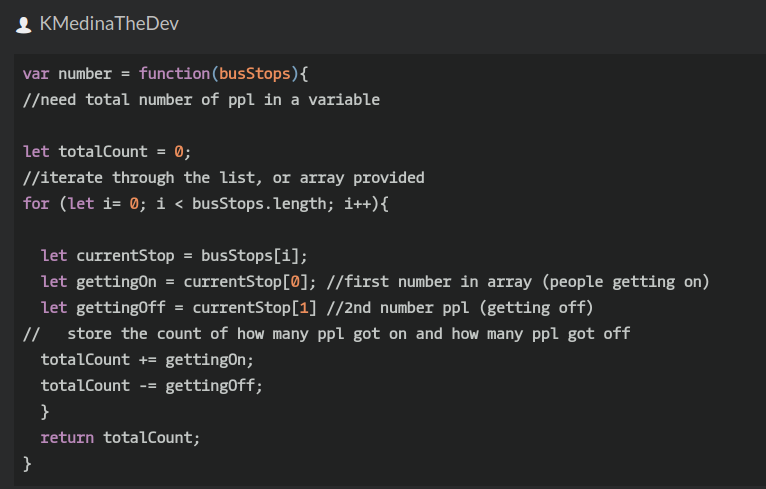 KMedinaTheDev
var number = function(busStops){
//need total number of ppl in a variable
let totalCount = 0;
//iterate through the list, or array provided
for (let i= 0; i < busStops.length; i++){
let currentStop = busStops[i];
let gettingOn = currentStop[0]; //first number in array (people getting on)
let gettingOff = currentStop[1] //2nd number ppl (getting off)
//   store the count of how many ppl got on and how many ppl got off
totalCount += gettingOn;
totalCount -= gettingOff;
}
return totalCount;
}